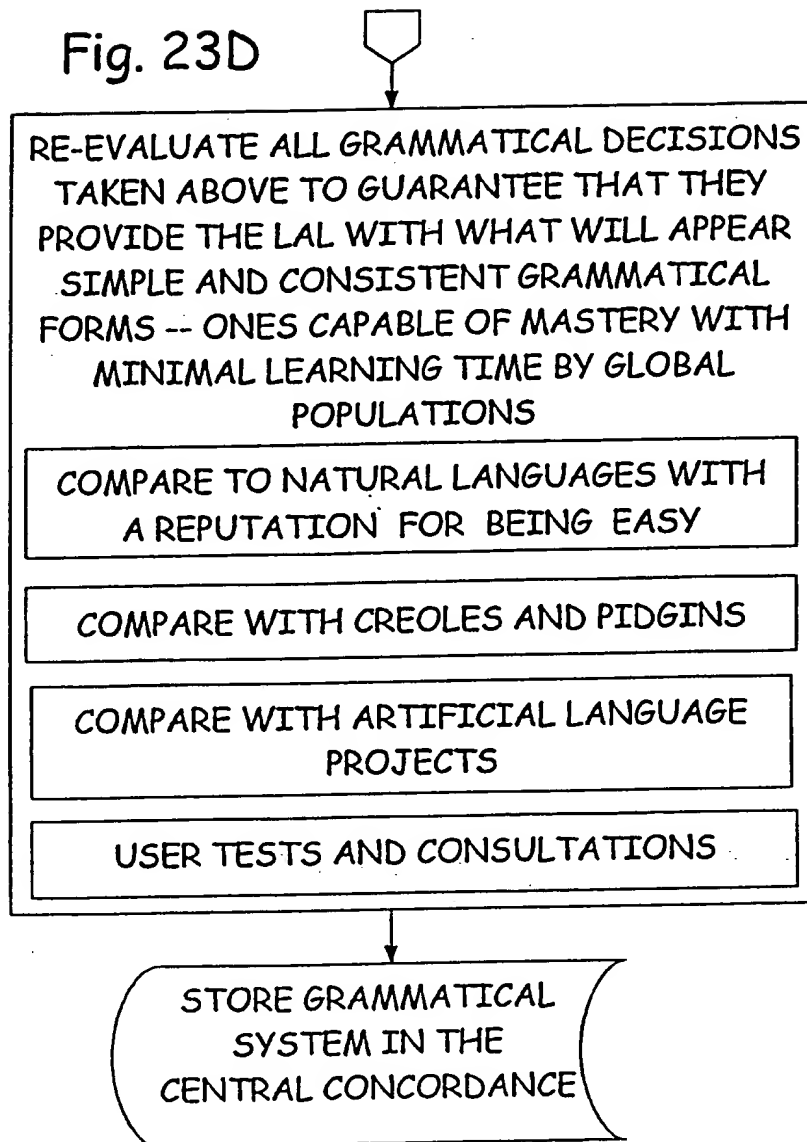 Fig. 23D
RE-EVALUATE ALL GRAMMATICAL DECISIONS
TAKEN ABOVE TO GUARANTEE THAT THEY
PROVIDE THE LAL WITH WHAT WILL APPEAR
SIMPLE AND CONSISTENT GRAMMATICAL
FORMS -- ONES CAPABLE OF MASTERY WITH
MINIMAL LEARNING TIME BY GLOBAL
POPULATIONS
COMPARE TO NATURAL LANGUAGES WITH
A REPUTATION FOR BEING EASY
COMPARE WITH CREOLES AND PIDGINS
COMPARE WITH ARTIFICIAL LANGUAGE
PROJECTS
USER TESTS AND CONSULTATIONS
STORE GRAMMATICAL
SYSTEM IN THE
CENTRAL CONCORDANCE